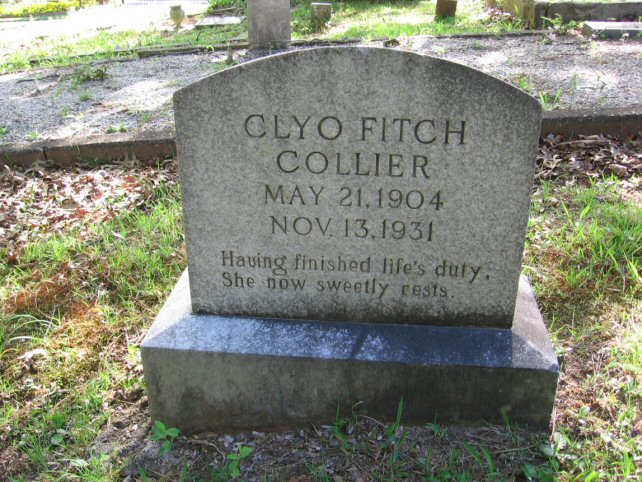 CLYO FITCH
COLLIER
MAY 21, 1904
NOV. 13, 1931
Having finished life's duty,
She now sweetly rests.